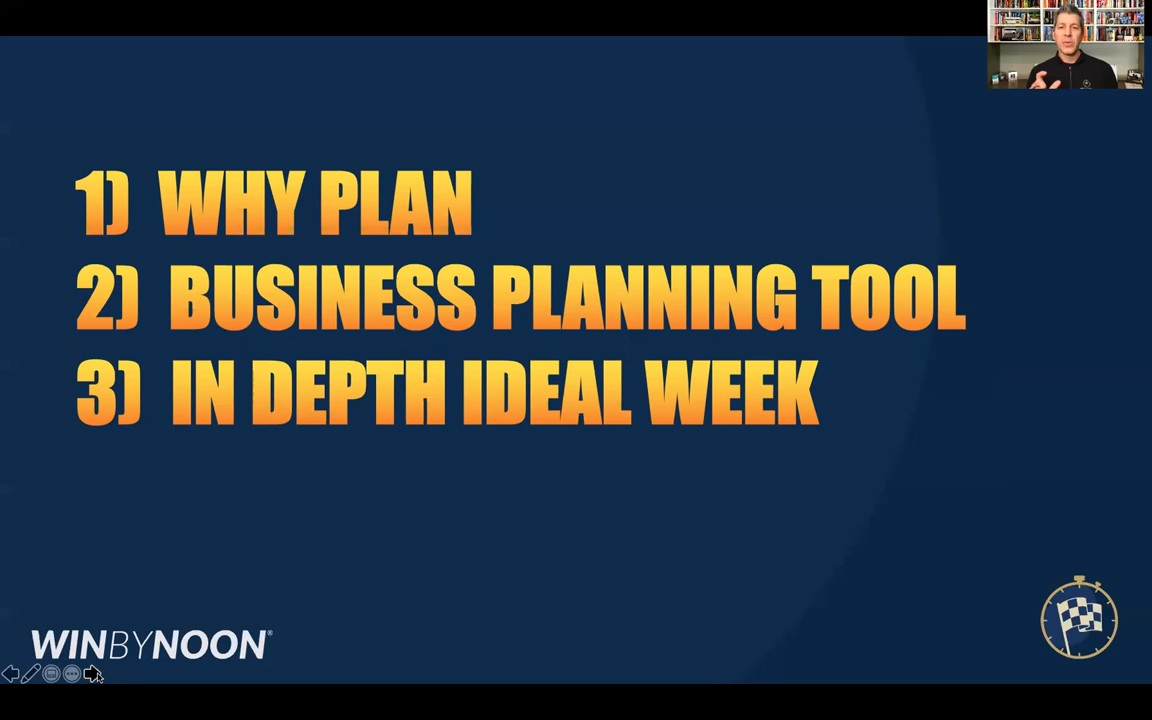 1) WHY PLAN
2) BUSINESS PLANNING TOOL
3) IN DEPTH IDEAL WEEK
WINBYNOON®